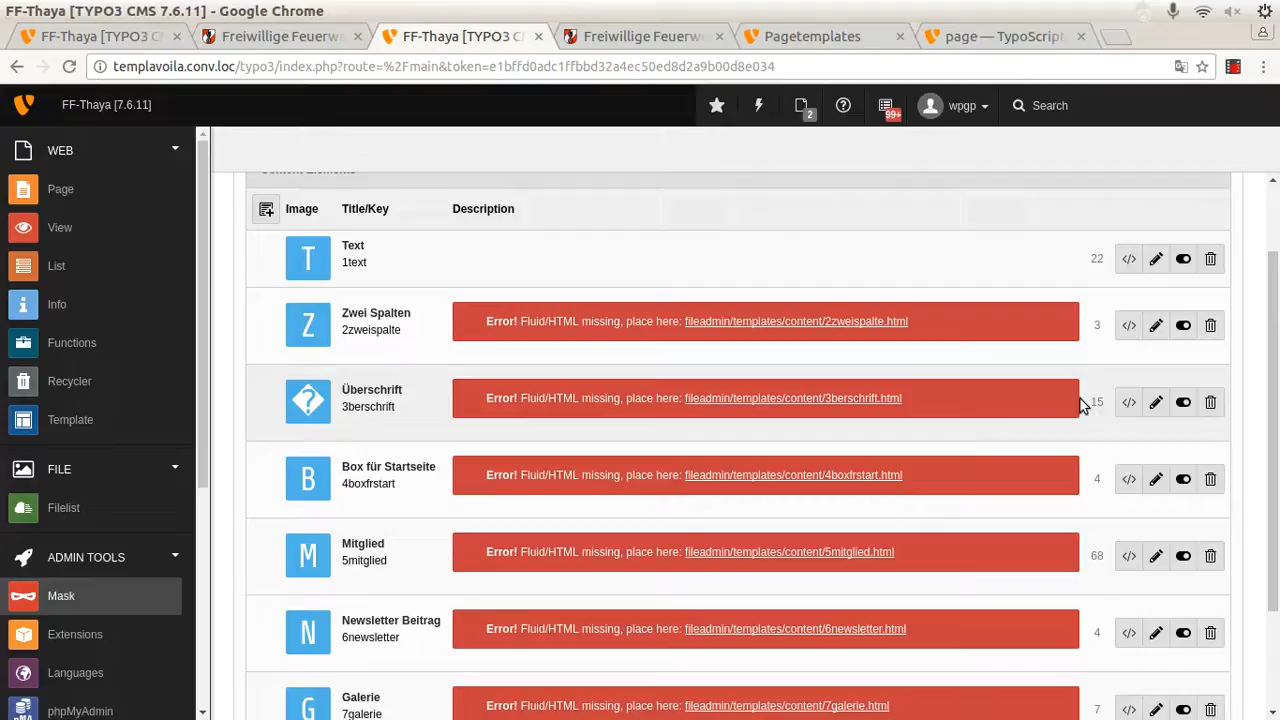 FF-Thaya [TYPO3 CMS 7.6.11] - Google Chrome
FF-Thaya [TYPO3 C
Freiwillige Feuerw
FF-Thaya [TYPO3 C
Freiwillige Feuerw
Pagetemplates
page — TypoScript
templavoila.conv.loc/typo3/index.php?route=%2Fmain&token=e1bffd0adc1ffbbd32a4ec50ed8d2a9b00d8e034
FF-Thaya [7.6.11]
2
99+
wpgp
Search
WEB
Page
View
List
Info
Functions
Recycler
Template
FILE
Filelist
ADMIN TOOLS
Mask
Extensions
Languages
phpMyAdmin
Content Elements
Image Title/Key Description
T Text 22
1text
Z Zwei Spalten
2zweispalte
Error! Fluid/HTML missing, place here: fileadmin/templates/content/2zweispalte.html 3
� Überschrift
3berschrift
Error! Fluid/HTML missing, place here: fileadmin/templates/content/3berschrift.html 15
B Box für Startseite
4boxfrstart
Error! Fluid/HTML missing, place here: fileadmin/templates/content/4boxfrstart.html 4
M Mitglied
5mitglied
Error! Fluid/HTML missing, place here: fileadmin/templates/content/5mitglied.html 68
N Newsletter Beitrag
6newsletter
Error! Fluid/HTML missing, place here: fileadmin/templates/content/6newsletter.html 4
G Galerie
7galerie
Error! Fluid/HTML missing, place here: fileadmin/templates/content/7galerie.html 7